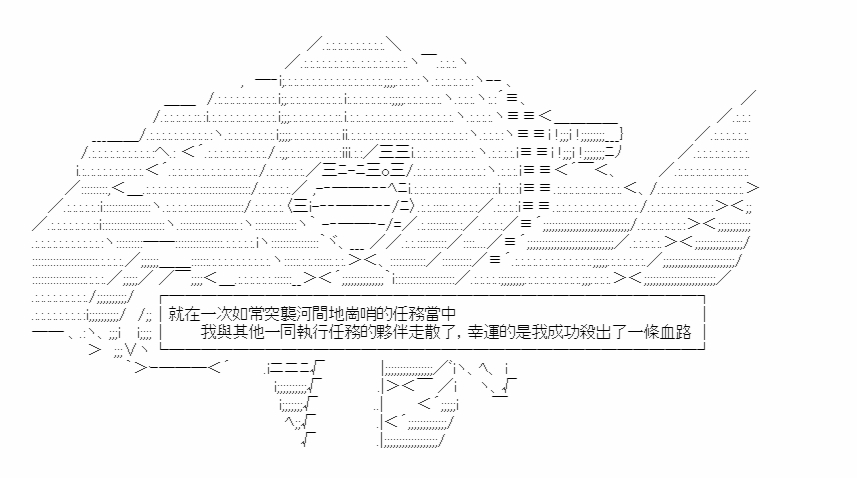 就在一次如常突襲河間地崗哨的任務當中
我與其他一同執行任務的夥伴走散了，幸運的是我成功殺出了一條血路